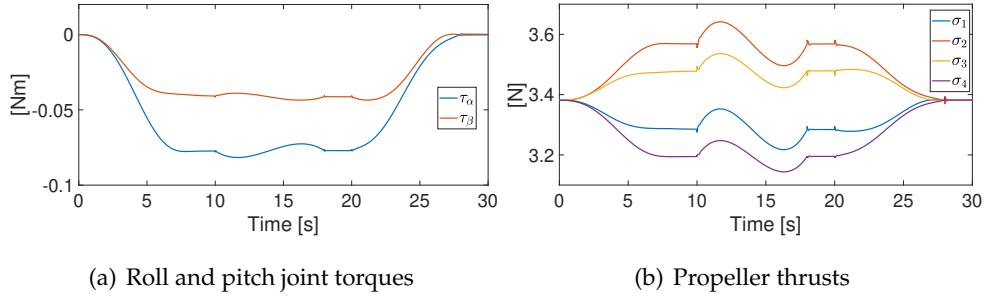 0
-0.05
-0.1
[Nm]
τα
τβ
0 5 10 15 20 25 30
Time [s]
(a) Roll and pitch joint torques
3.6
3.4
3.2
[N]
σ1
σ2
σ3
σ4
0 5 10 15 20 25 30
Time [s]
(b) Propeller thrusts